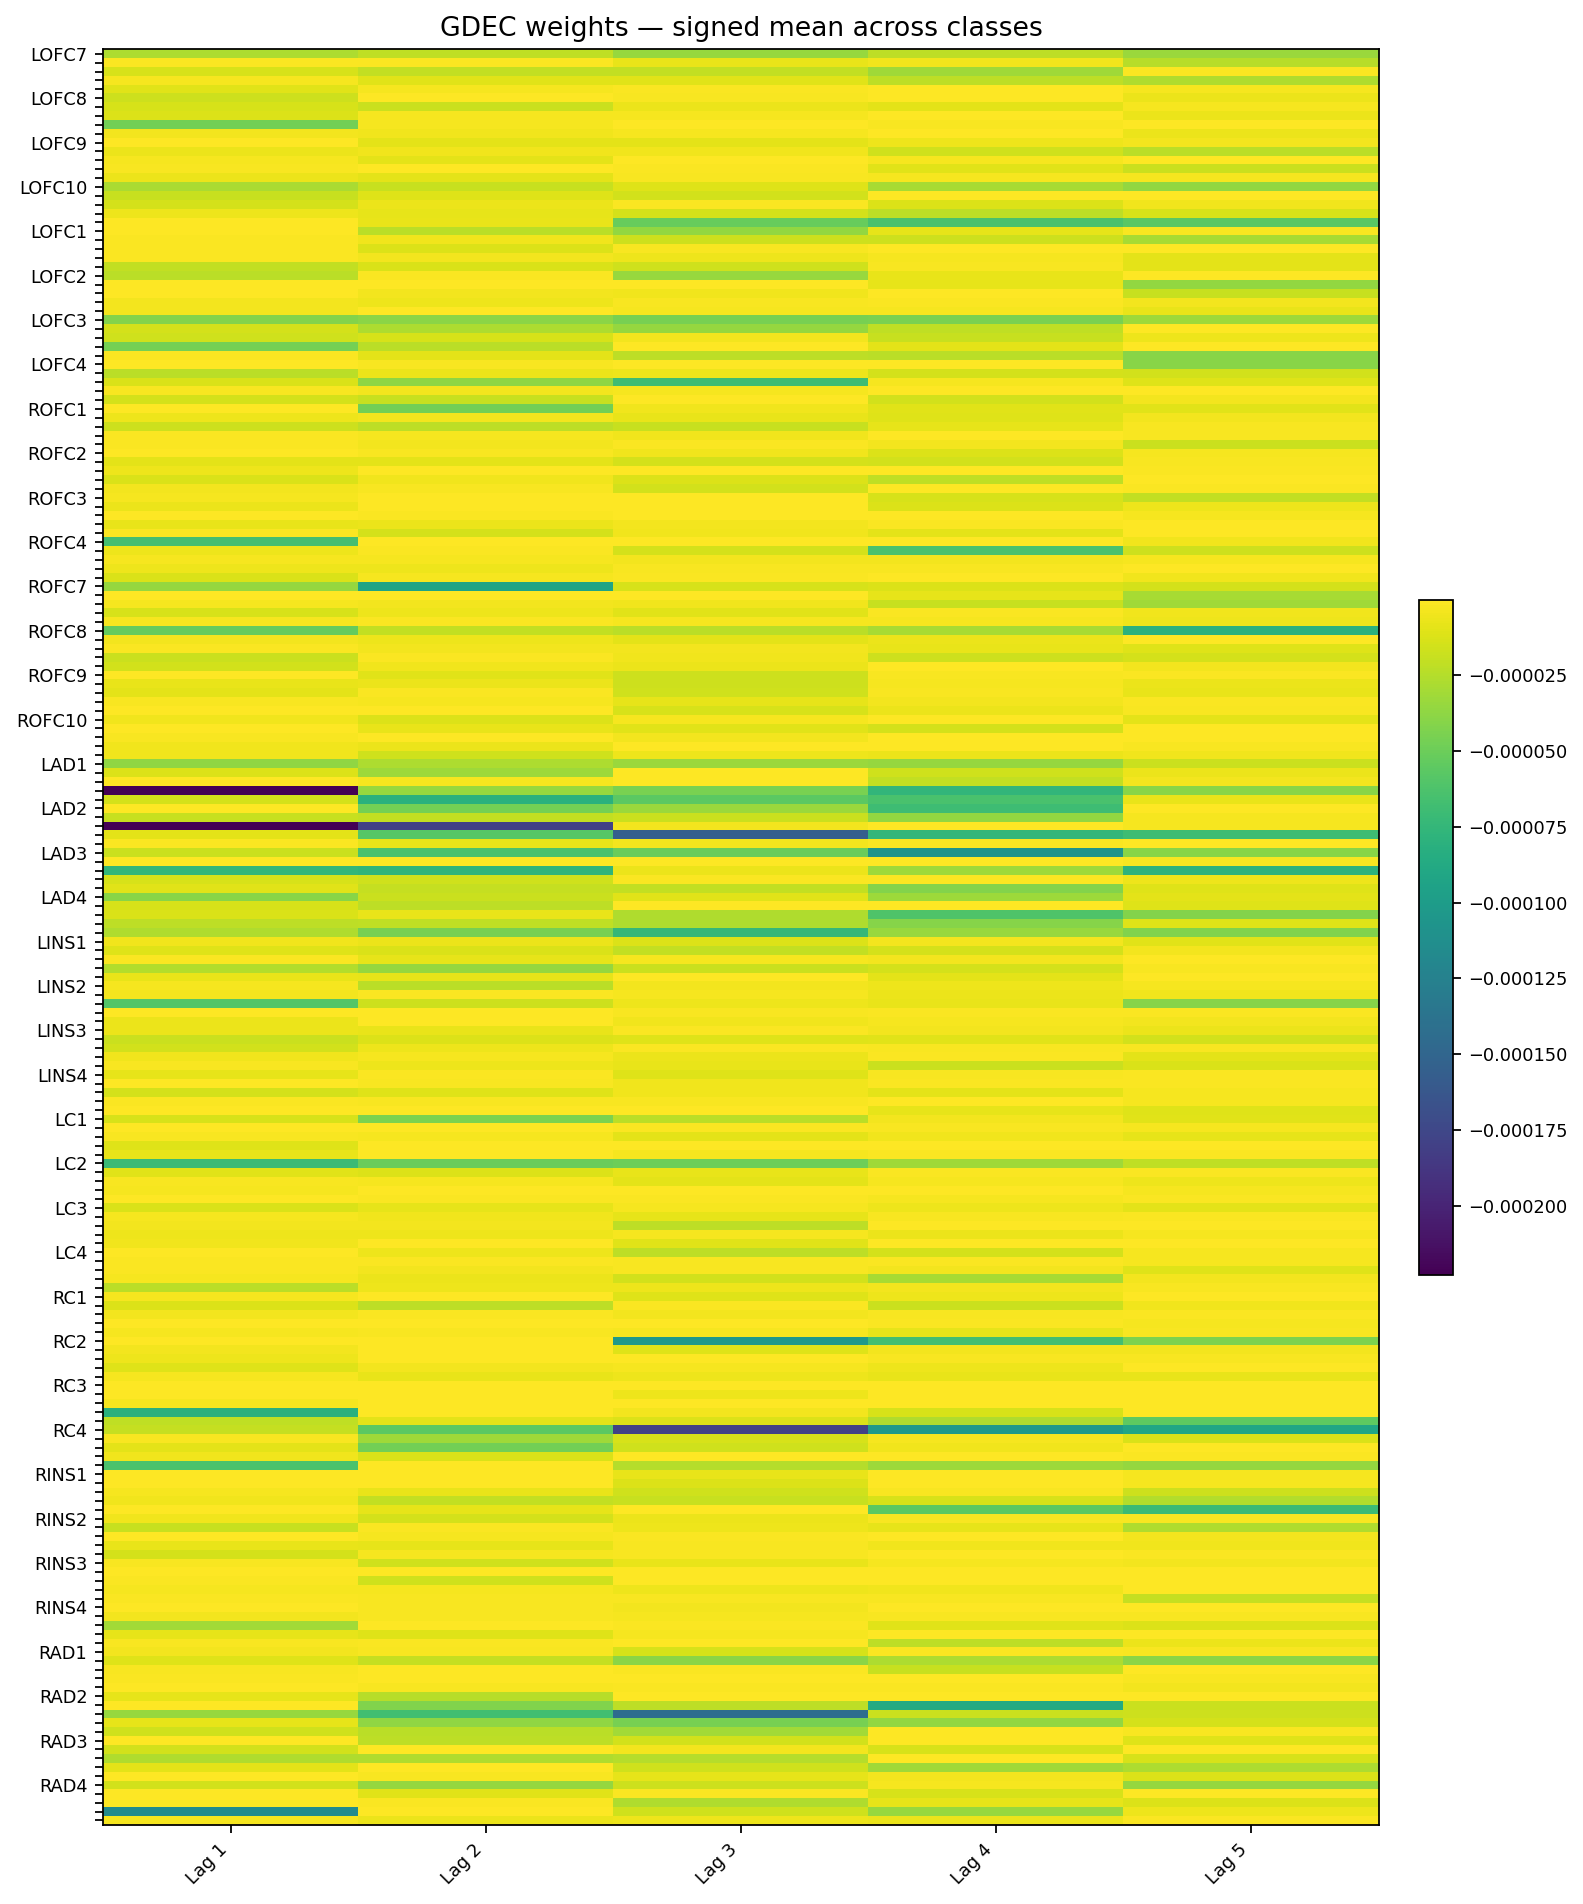 GDEC weights — signed mean across classes
LOFC7
LOFC8
LOFC9
LOFC10
LOFC1
LOFC2
LOFC3
LOFC4
ROFC1
ROFC2
ROFC3
ROFC4
ROFC7
ROFC8
ROFC9
ROFC10
LAD1
LAD2
LAD3
LAD4
LINS1
LINS2
LINS3
LINS4
LC1
LC2
LC3
LC4
RC1
RC2
RC3
RC4
RINS1
RINS2
RINS3
RINS4
RAD1
RAD2
RAD3
RAD4
Lag 1
Lag 2
Lag 3
Lag 4
Lag 5
−0.000025
−0.000050
−0.000075
−0.000100
−0.000125
−0.000150
−0.000175
−0.000200